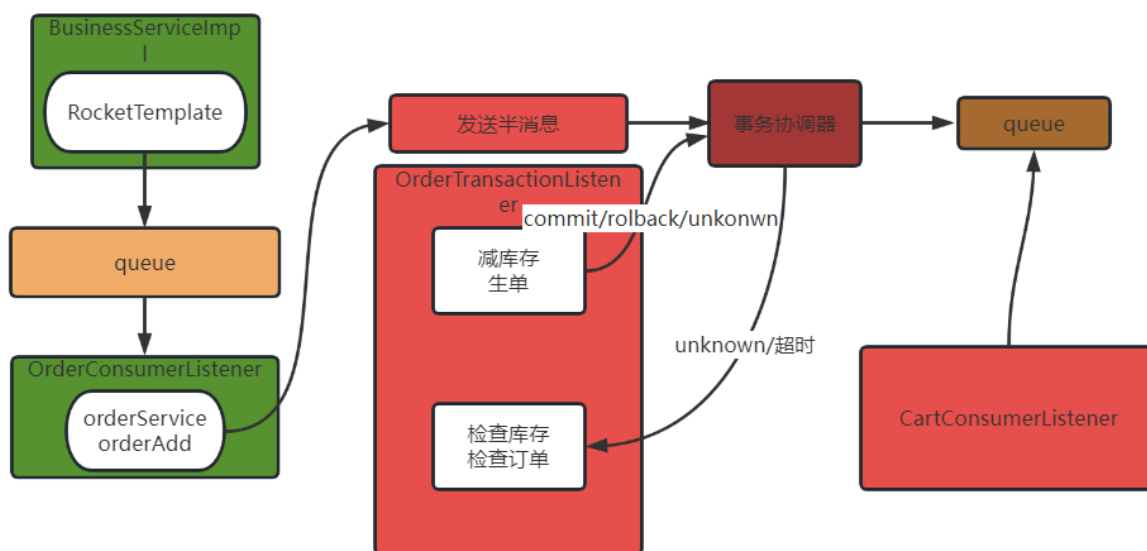 BusinessServiceImp
l
RocketTemplate
queue
OrderConsumerListener
orderService
orderAdd
发送半消息
OrderTransactionListen
er
commit/rolback/unkonwn
减库存
生单
unknown/超时
检查库存
检查订单
事务协调器
queue
CartConsumerListener